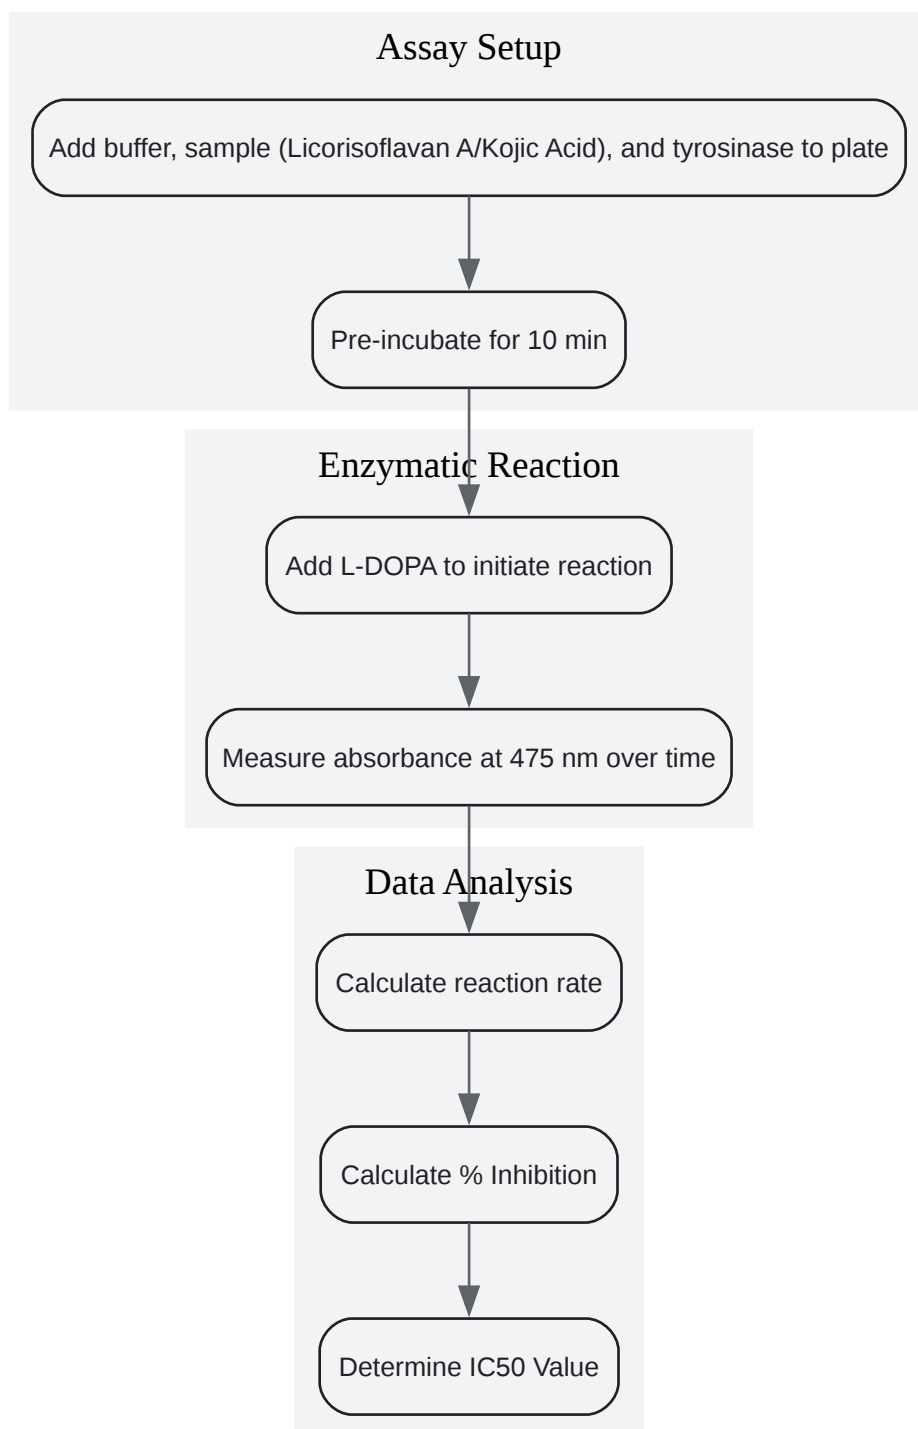 Assay Setup
Add buffer, sample (Licorisoflavan A/Kojic Acid), and tyrosinase to plate
Pre-incubate for 10 min
Enzymatic Reaction
Add L-DOPA to initiate reaction
Measure absorbance at 475 nm over time
Data Analysis
Calculate reaction rate
Calculate % Inhibition
Determine IC50 Value